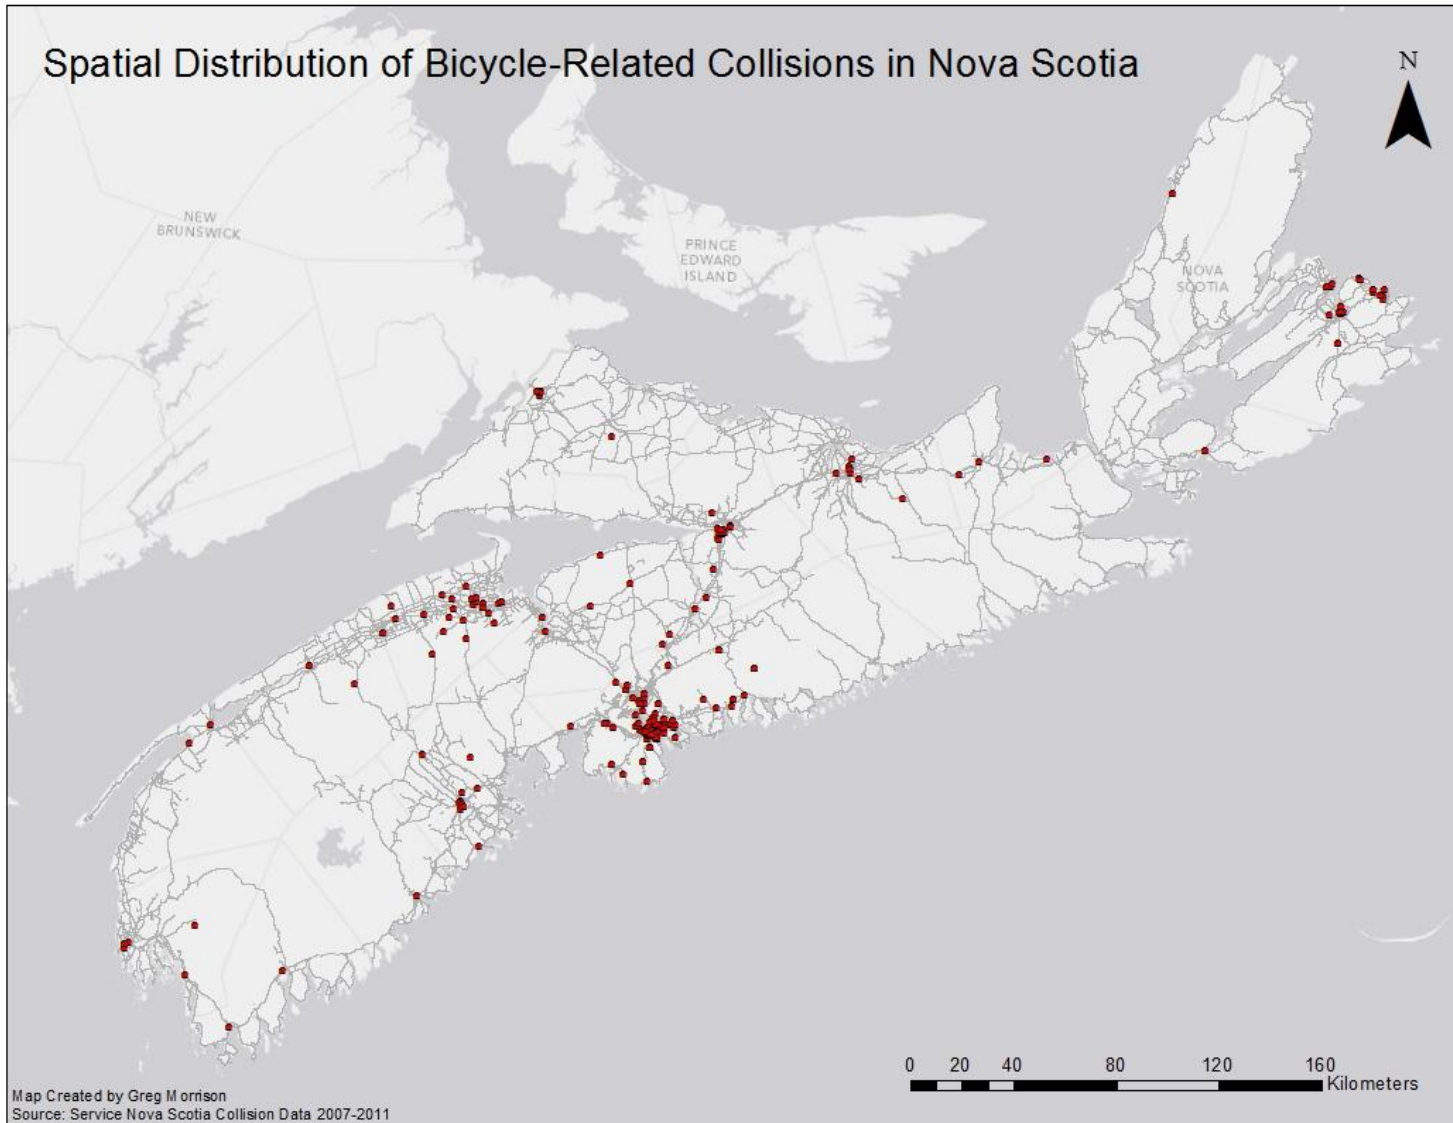 Spatial Distribution of Bicycle-Related Collisions in Nova Scotia
N
NEW
BRUNSWICK
PRINCE
EDWARD
ISLAND
NOVA
SCOTIA
0 20 40 80 120 160
Kilometers
Map Created by Greg Morrison
Source: Service Nova Scotia Collision Data 2007-2011